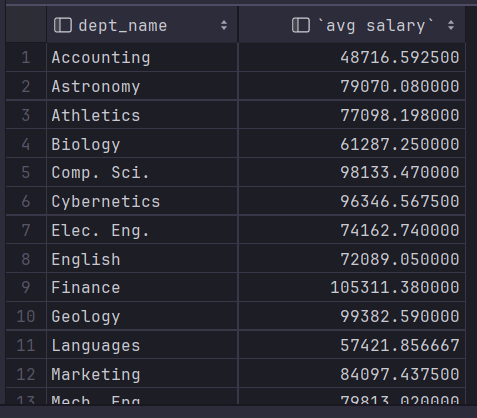 dept_name `avg salary`
1 Accounting 48716.592500
2 Astronomy 79070.080000
3 Athletics 77098.198000
4 Biology 61287.250000
5 Comp. Sci. 98133.470000
6 Cybernetics 96346.567500
7 Elec. Eng. 74162.740000
8 English 72089.050000
9 Finance 105311.380000
10 Geology 99382.590000
11 Languages 57421.856667
12 Marketing 84097.437500
13 Mech. Eng. 79813.020000